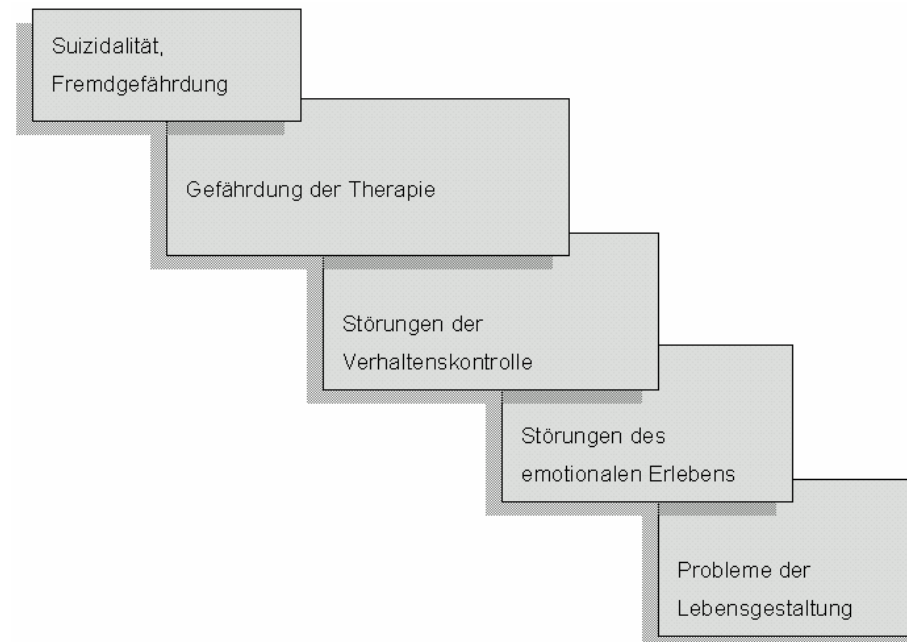 Suizidalität,
Fremdgefährdung
Gefährdung der Therapie
Störungen der
Verhaltenskontrolle
Störungen des
emotionalen Erlebens
Probleme der
Lebensgestaltung